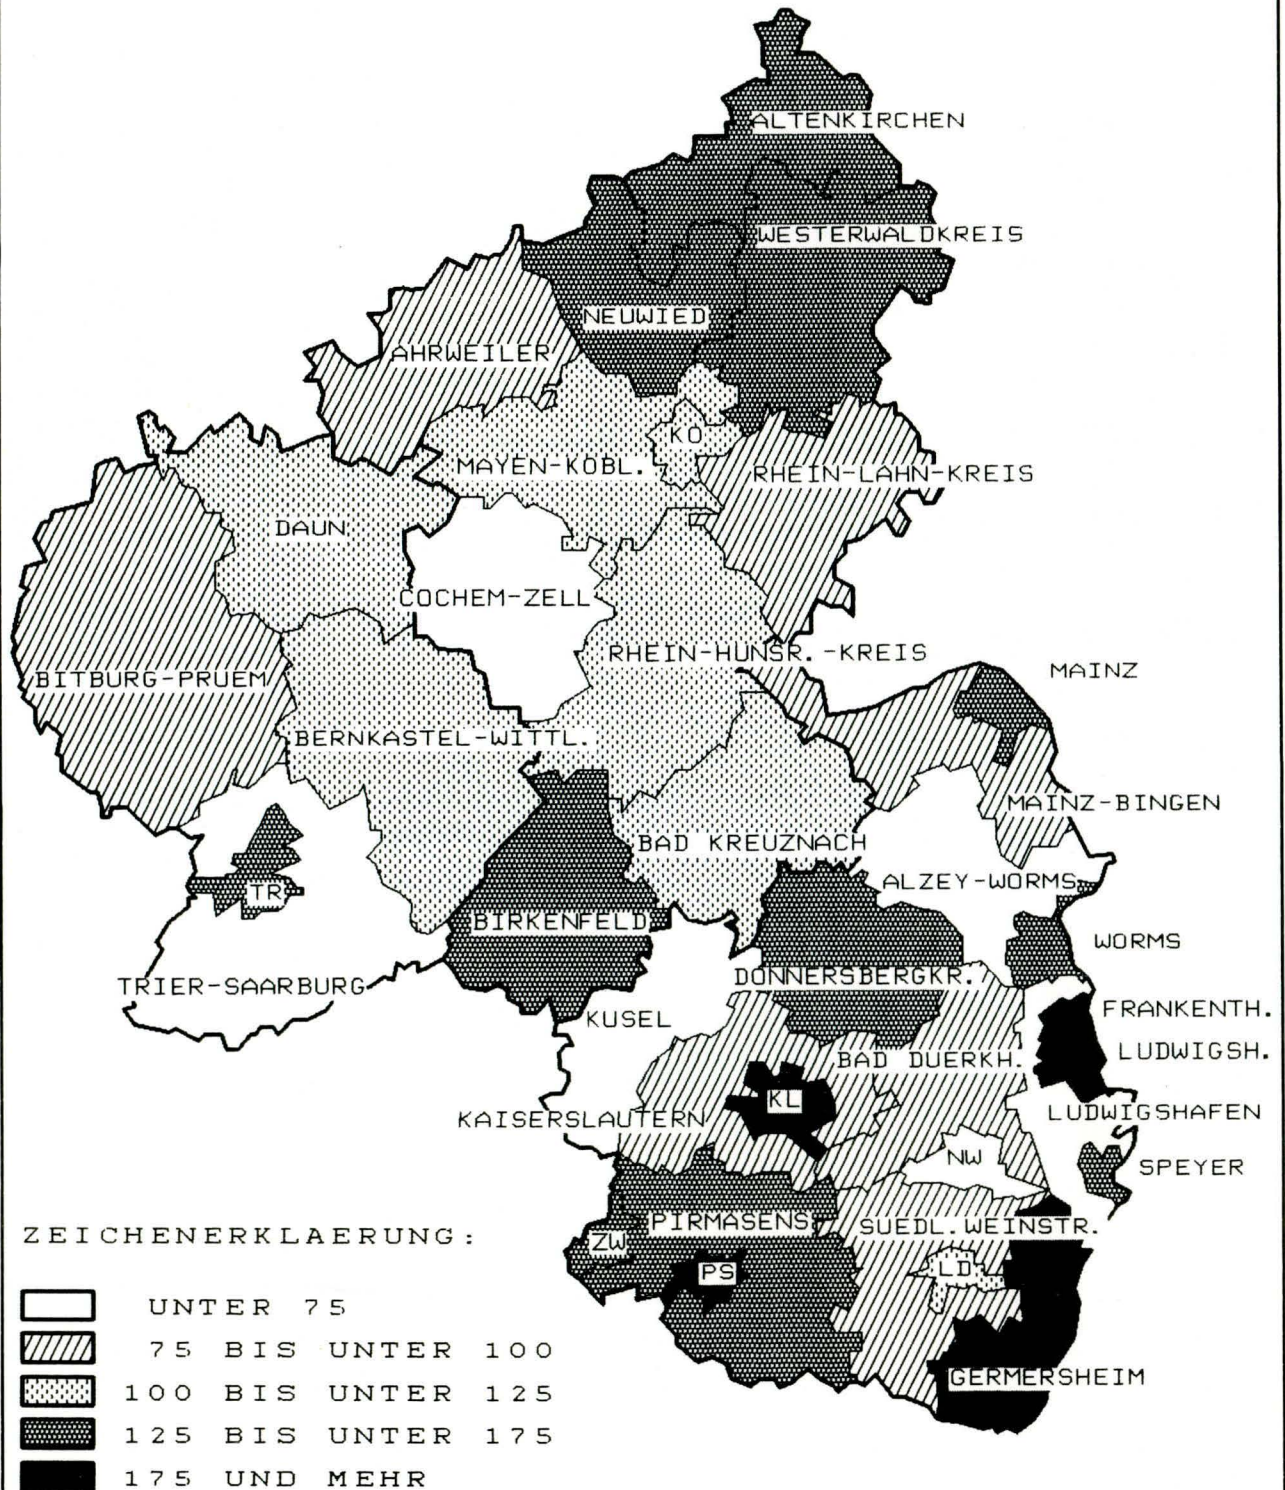 ALTENKIRCHEN
WESTERWALDKREIS
NEUWIED
AHRWEILER
KO
MAYEN-KOBL.
RHEIN-LAHN-KREIS
DAUN
COCHEM-ZELL
RHEIN-HUNSR.-KREIS
MAINZ
BITBURG-PRUEM
BERNKASTEL-WITTL.
MAINZ-BINGEN
BAD KREUZNACH
ALZEY-WORMS
TR
BIRKENFELD
WORMS
DONNERSBERGKR.
TRIER-SAARBURG
FRANKENTH.
KUSEL
LUDWIGSH.
BAD DUERKH.
KL
LUDWIGSHAFEN
KAISERSLAUTERN
NW
SPEYER
PIRMASENS
SUEDL.WEINSTR.
ZW
PS
LD
GERMERSHEIM
ZEICHENERKLAERUNG:
UNTER 75
75 BIS UNTER 100
100 BIS UNTER 125
125 BIS UNTER 175
175 UND MEHR